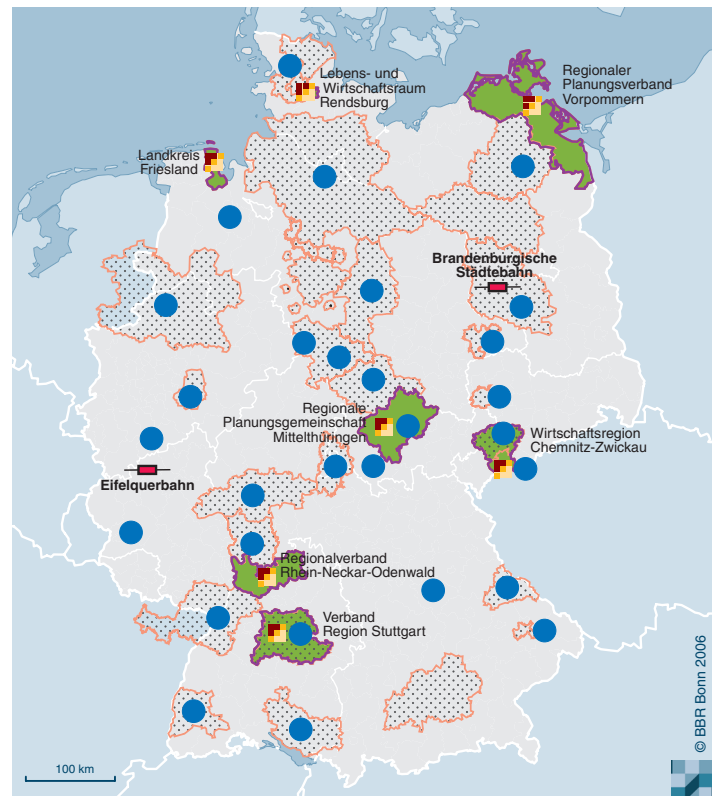 Lebens- und
Wirtschaftsraum
Rendsburg
Regionaler
Planungsverband
Vorpommern
Landkreis
Friesland
Brandenburgische
Städtebahn
Regionale
Planungsgemeinschaft
Mittelthüringen
Wirtschaftsregion
Chemnitz-Zwickau
Eifelquerbahn
Regionalverband
Rhein-Neckar-Odenwald
Verband
Region Stuttgart
100 km
© BBR Bonn 2006